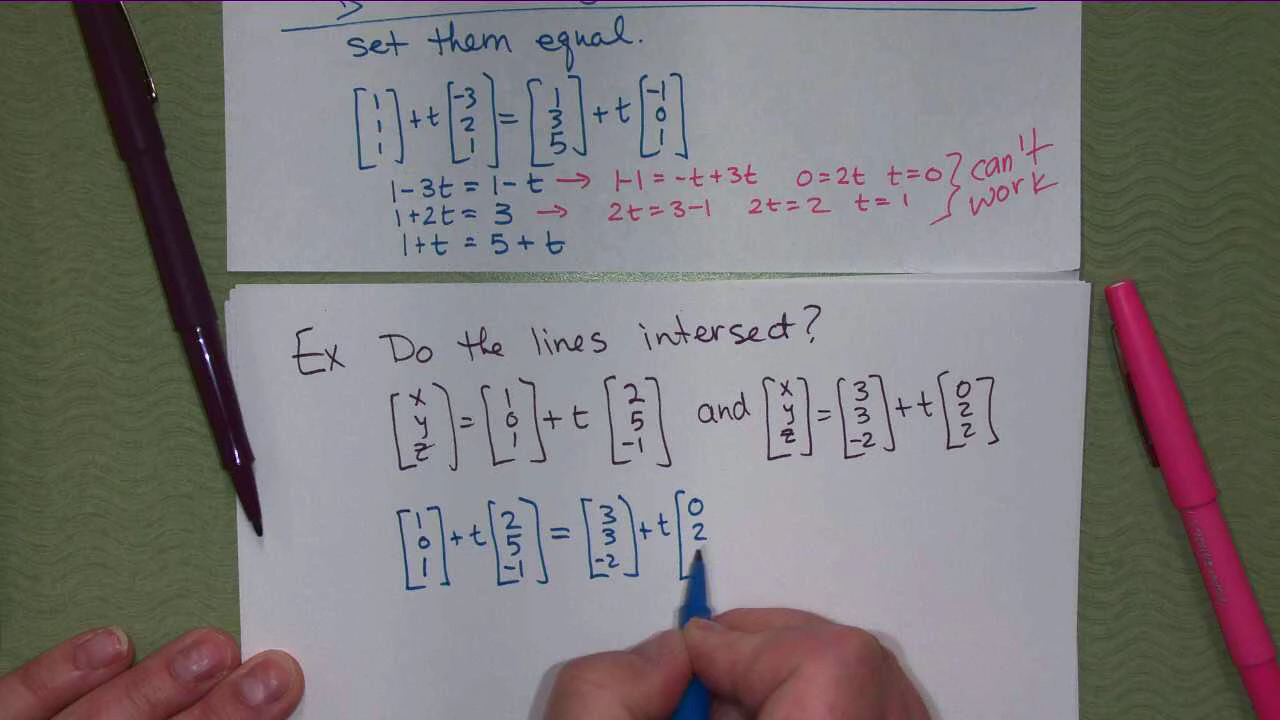 set them equal.
[1 1 1] + t [-3 2 1] = [1 3 5] + t [-1 0 1]
1-3t = 1-t → 1-1 = -t+3t 0=2t t=0 } can't work
1+2t = 3 → 2t=3-1 2t=2 t=1
1+t = 5+t
Ex Do the lines intersect?
[x y z] = [1 0 1] + t [2 5 -1] and [x y z] = [3 3 -2] + t [0 2 2]
[1 0 1] + t [2 5 -1] = [3 3 -2] + t [0 2